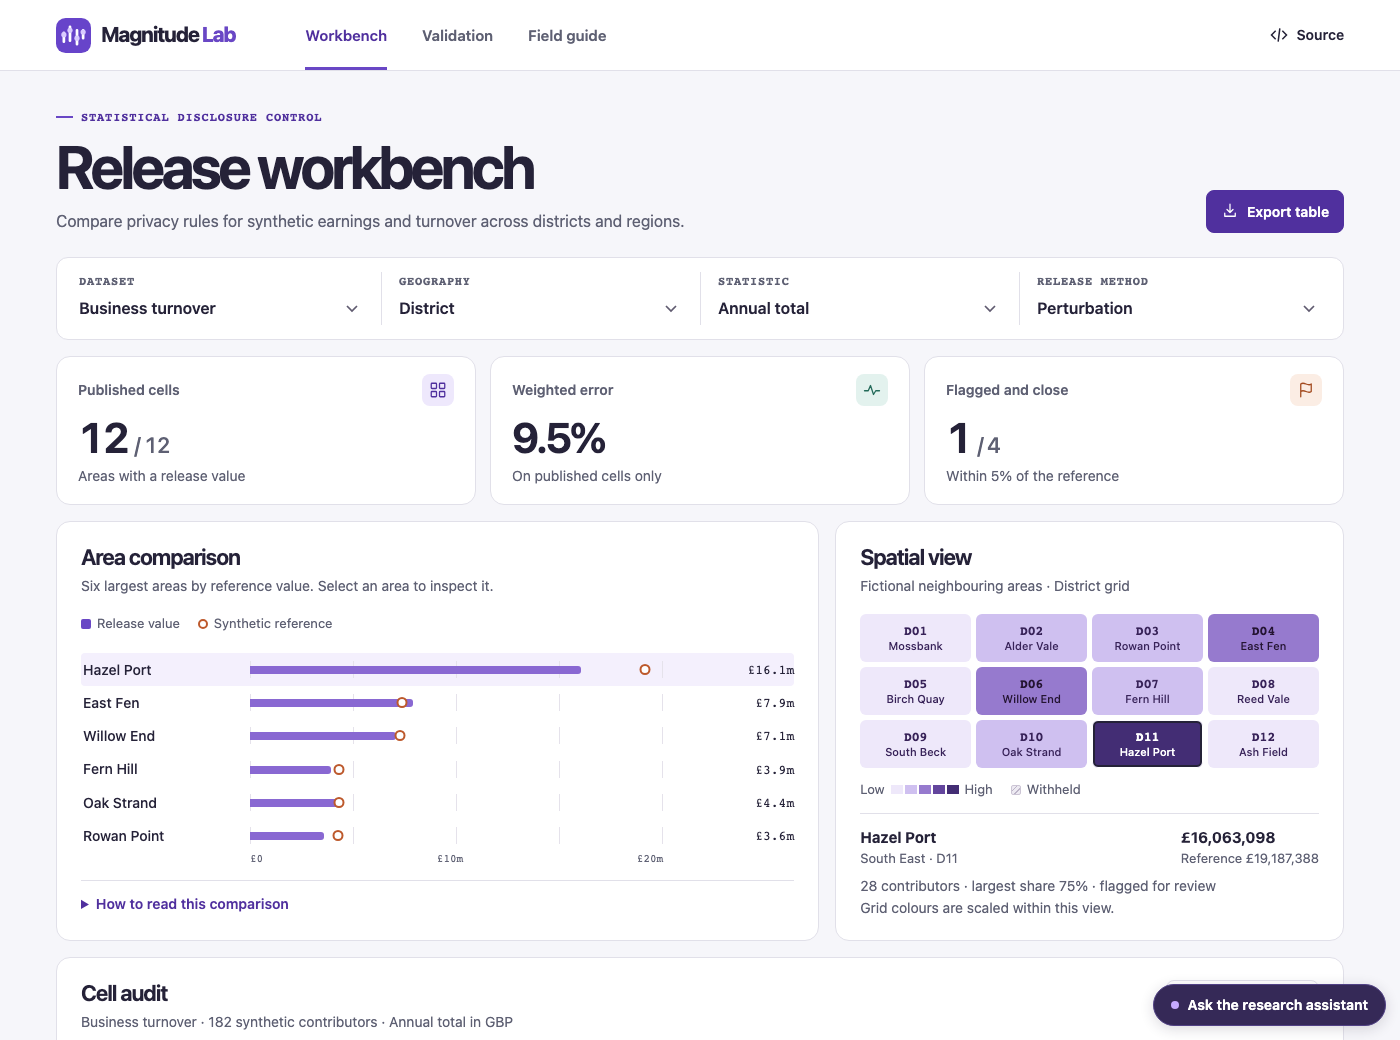 Magnitude Lab
Workbench
Validation
Field guide
Source
STATISTICAL DISCLOSURE CONTROL
Release workbench
Compare privacy rules for synthetic earnings and turnover across districts and regions.
Export table
DATASET
Business turnover
GEOGRAPHY
District
STATISTIC
Annual total
RELEASE METHOD
Perturbation
Published cells
12 / 12
Areas with a release value
Weighted error
9.5%
On published cells only
Flagged and close
1 / 4
Within 5% of the reference
Area comparison
Six largest areas by reference value. Select an area to inspect it.
Release value
Synthetic reference
Hazel Port £16.1m
East Fen £7.9m
Willow End £7.1m
Fern Hill £3.9m
Oak Strand £4.4m
Rowan Point £3.6m
£0 £10m £20m
How to read this comparison
Spatial view
Fictional neighbouring areas · District grid
D01 D02 D03 D04
Mossbank Alder Vale Rowan Point East Fen
D05 D06 D07 D08
Birch Quay Willow End Fern Hill Reed Vale
D09 D10 D11 D12
South Beck Oak Strand Hazel Port Ash Field
Low High Withheld
Hazel Port £16,063,098
South East · D11 Reference £19,187,388
28 contributors · largest share 75% · flagged for review
Grid colours are scaled within this view.
Cell audit
Business turnover · 182 synthetic contributors · Annual total in GBP
Ask the research assistant